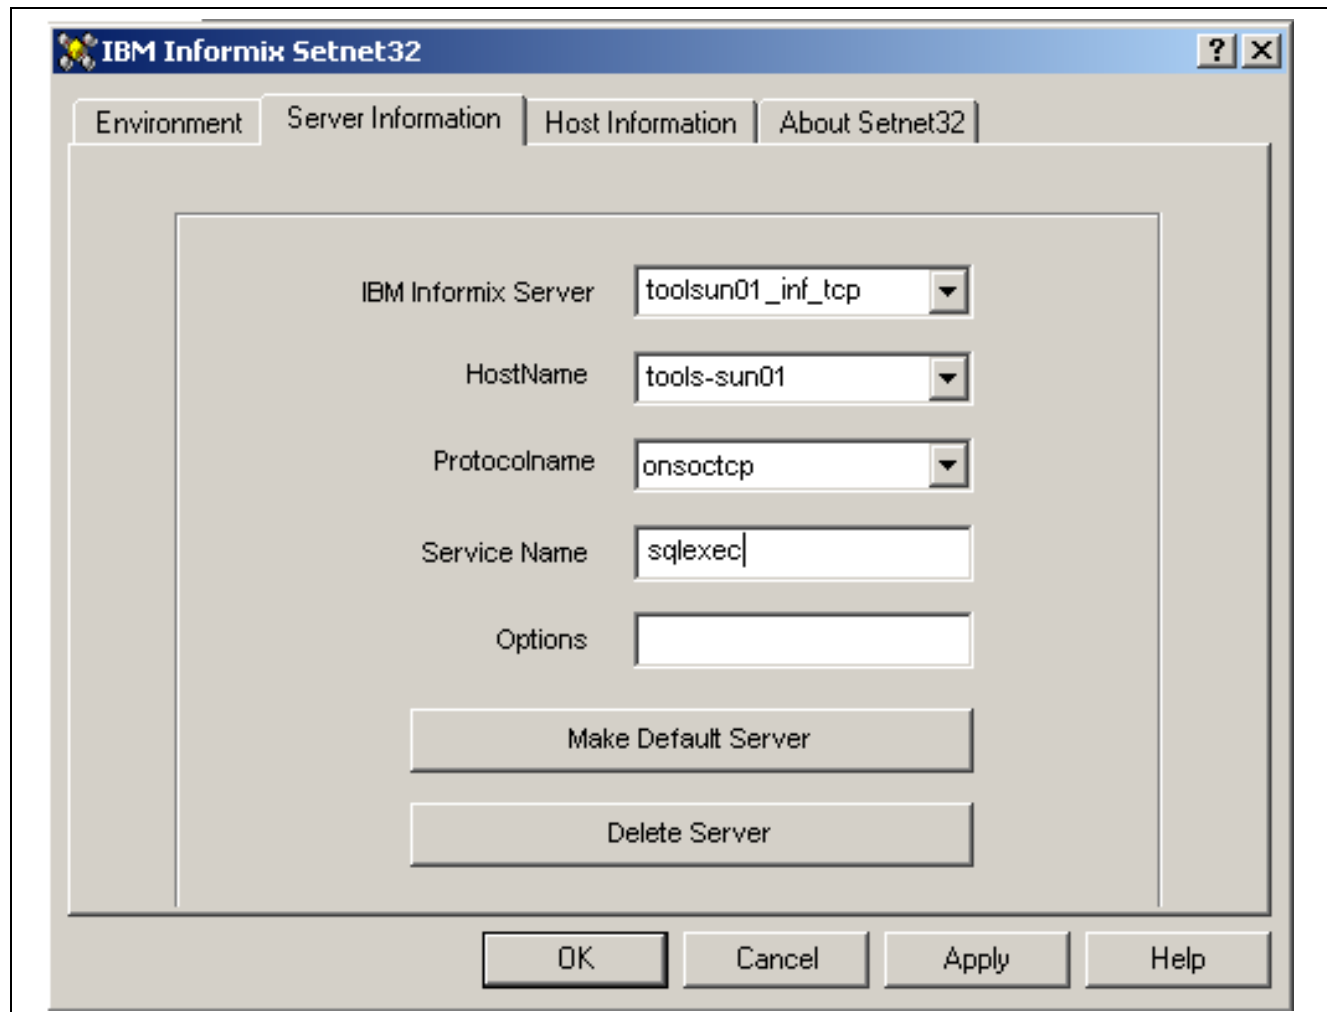 IBM Informix Setnet32
Environment
Server Information
Host Information
About Setnet32
IBM Informix Server
toolsun01_inf_tcp
HostName
tools-sun01
Protocolname
onsoctcp
Service Name
sqlexec
Options
Make Default Server
Delete Server
OK
Cancel
Apply
Help